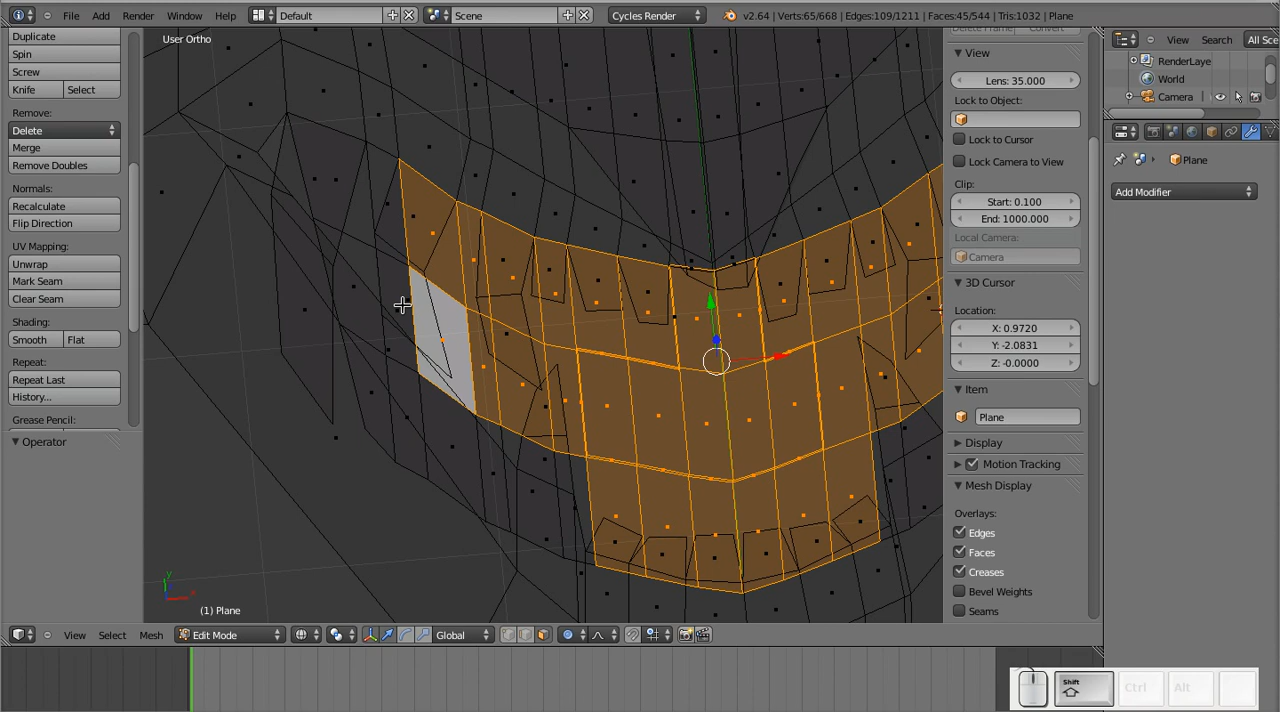 File Add Render Window Help Default Scene Cycles Render v2.64 | Verts:65/668 | Edges:109/1211 | Faces:45/544 | Tris:1032 | Plane
Duplicate
Spin
Screw
Knife Select
Remove:
Delete
Merge
Remove Doubles
Normals:
Recalculate
Flip Direction
UV Mapping:
Unwrap
Mark Seam
Clear Seam
Shading:
Smooth Flat
Repeat:
Repeat Last
History...
Grease Pencil:
Operator
User Ortho
y
x
(1) Plane
View
Lens: 35.000
Lock to Object:
Lock to Cursor
Lock Camera to View
Clip:
Start: 0.100
End: 1000.000
Local Camera:
Camera
3D Cursor
Location:
X: 0.9720
Y: -2.0831
Z: -0.0000
Item
Plane
Display
Motion Tracking
Mesh Display
Overlays:
Edges
Faces
Creases
Bevel Weights
Seams
View Search All Sce
RenderLaye
World
Camera
Plane
Add Modifier
View Select Mesh Edit Mode Global
Shift Ctrl Alt